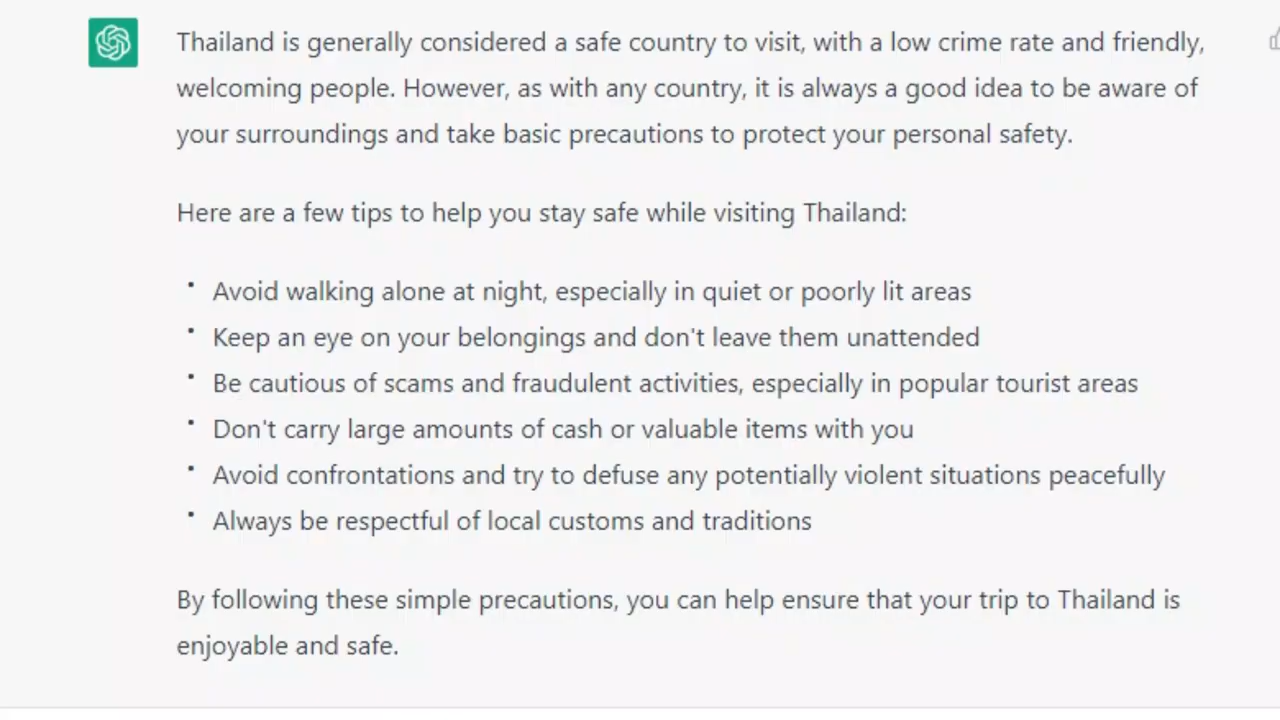 Thailand is generally considered a safe country to visit, with a low crime rate and friendly,
welcoming people. However, as with any country, it is always a good idea to be aware of
your surroundings and take basic precautions to protect your personal safety.
Here are a few tips to help you stay safe while visiting Thailand:
• Avoid walking alone at night, especially in quiet or poorly lit areas
• Keep an eye on your belongings and don't leave them unattended
• Be cautious of scams and fraudulent activities, especially in popular tourist areas
• Don't carry large amounts of cash or valuable items with you
• Avoid confrontations and try to defuse any potentially violent situations peacefully
• Always be respectful of local customs and traditions
By following these simple precautions, you can help ensure that your trip to Thailand is
enjoyable and safe.